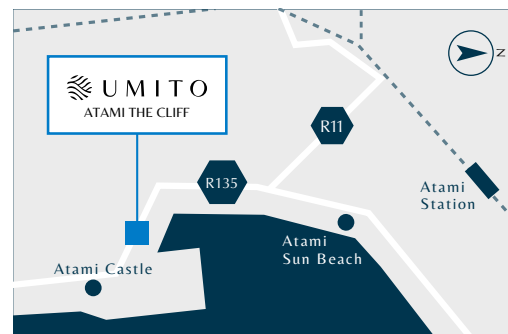 UMITO
ATAMI THE CLIFF
N
R11
R135
Atami
Station
Atami
Sun Beach
Atami Castle